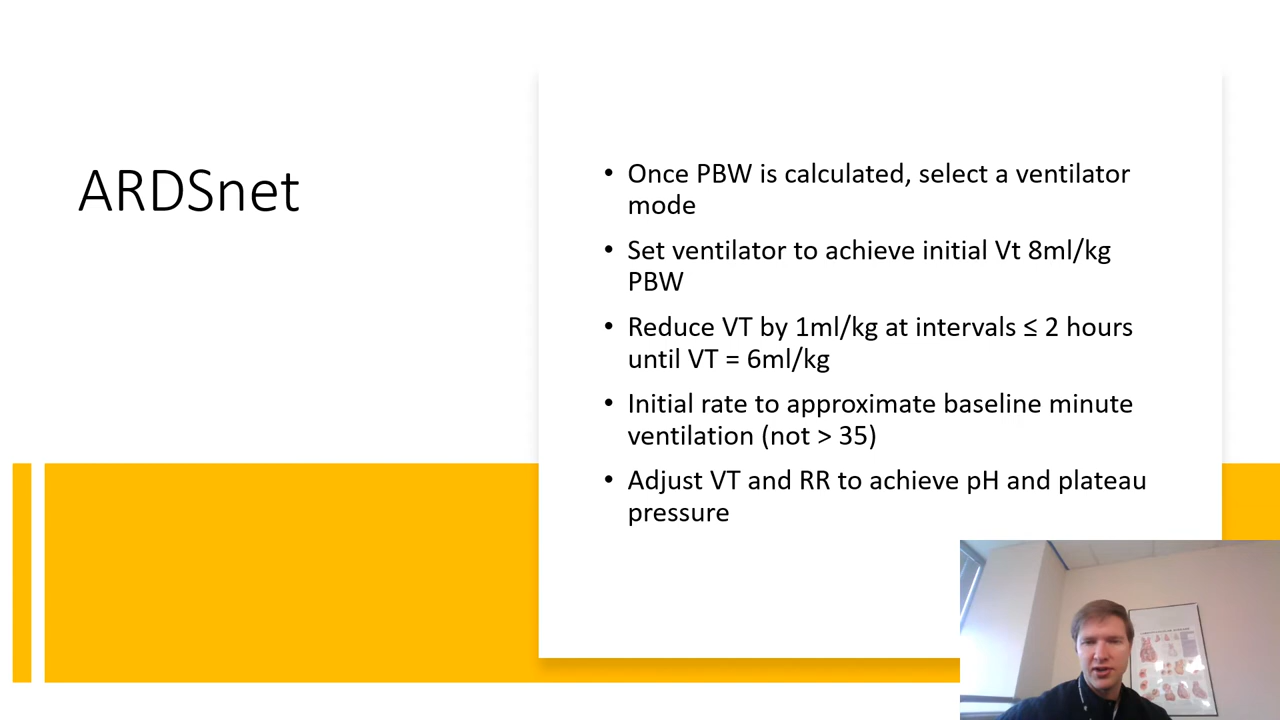 ARDSnet
• Once PBW is calculated, select a ventilator
mode
• Set ventilator to achieve initial Vt 8ml/kg
PBW
• Reduce VT by 1ml/kg at intervals ≤ 2 hours
until VT = 6ml/kg
• Initial rate to approximate baseline minute
ventilation (not > 35)
• Adjust VT and RR to achieve pH and plateau
pressure